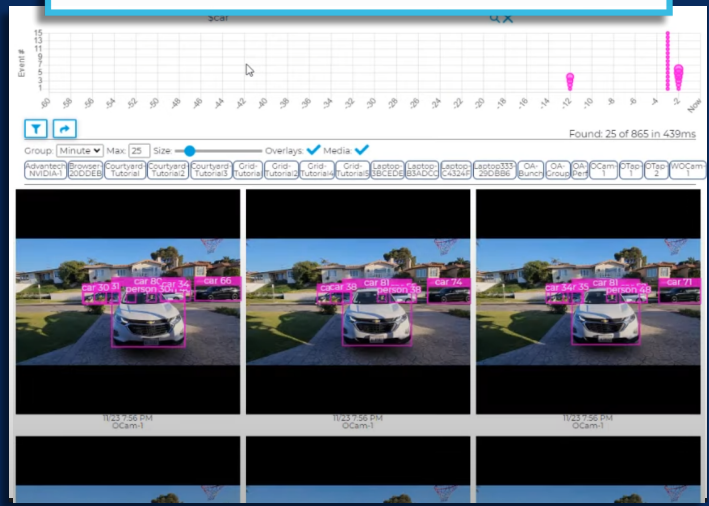 $car
15
13
11
9
7
5
3
1
Event #
-60 -58 -56 -54 -52 -50 -48 -46 -44 -42 -40 -38 -36 -34 -32 -30 -28 -26 -24 -22 -20 -18 -16 -14 -12 -10 -8 -6 -4 -2 Now
Found: 25 of 865 in 439ms
Group: Minute Max: 25 Size: Overlays: Media:
Advantech- Browser- Courtyard- Courtyard- Courtyard- Grid- Grid- Grid- Grid- Laptop- Laptop- Laptop- Laptop333- OA- OA- OA- OCam- OTap- OTap- WOCam-
NVIDIA-1 20DDEB Tutorial Tutorial2 Tutorial3 Tutorial Tutorial2 Tutorial4 Tutorial5 3BCEDE B3ADCC C4324F 29DBB6 Bunch Group Perf 1 1 2 1
car 30 31 car 80 car 34 car 66
person 30
car 38 car 81 38 car 74
person
car 34 35 car 81 car 71
person 48
11/23 7:56 PM
OCam-1
11/23 7:56 PM
OCam-1
11/23 7:56 PM
OCam-1